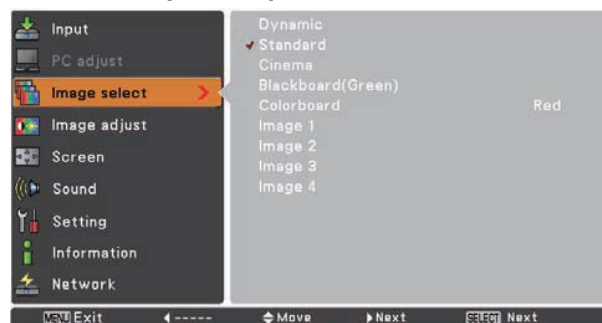 Input
PC adjust
Image select
Image adjust
Screen
Sound
Setting
Information
Network
Dynamic
Standard
Cinema
Blackboard(Green)
Colorboard Red
Image 1
Image 2
Image 3
Image 4
MENU Exit ----- Move Next SELECT Next